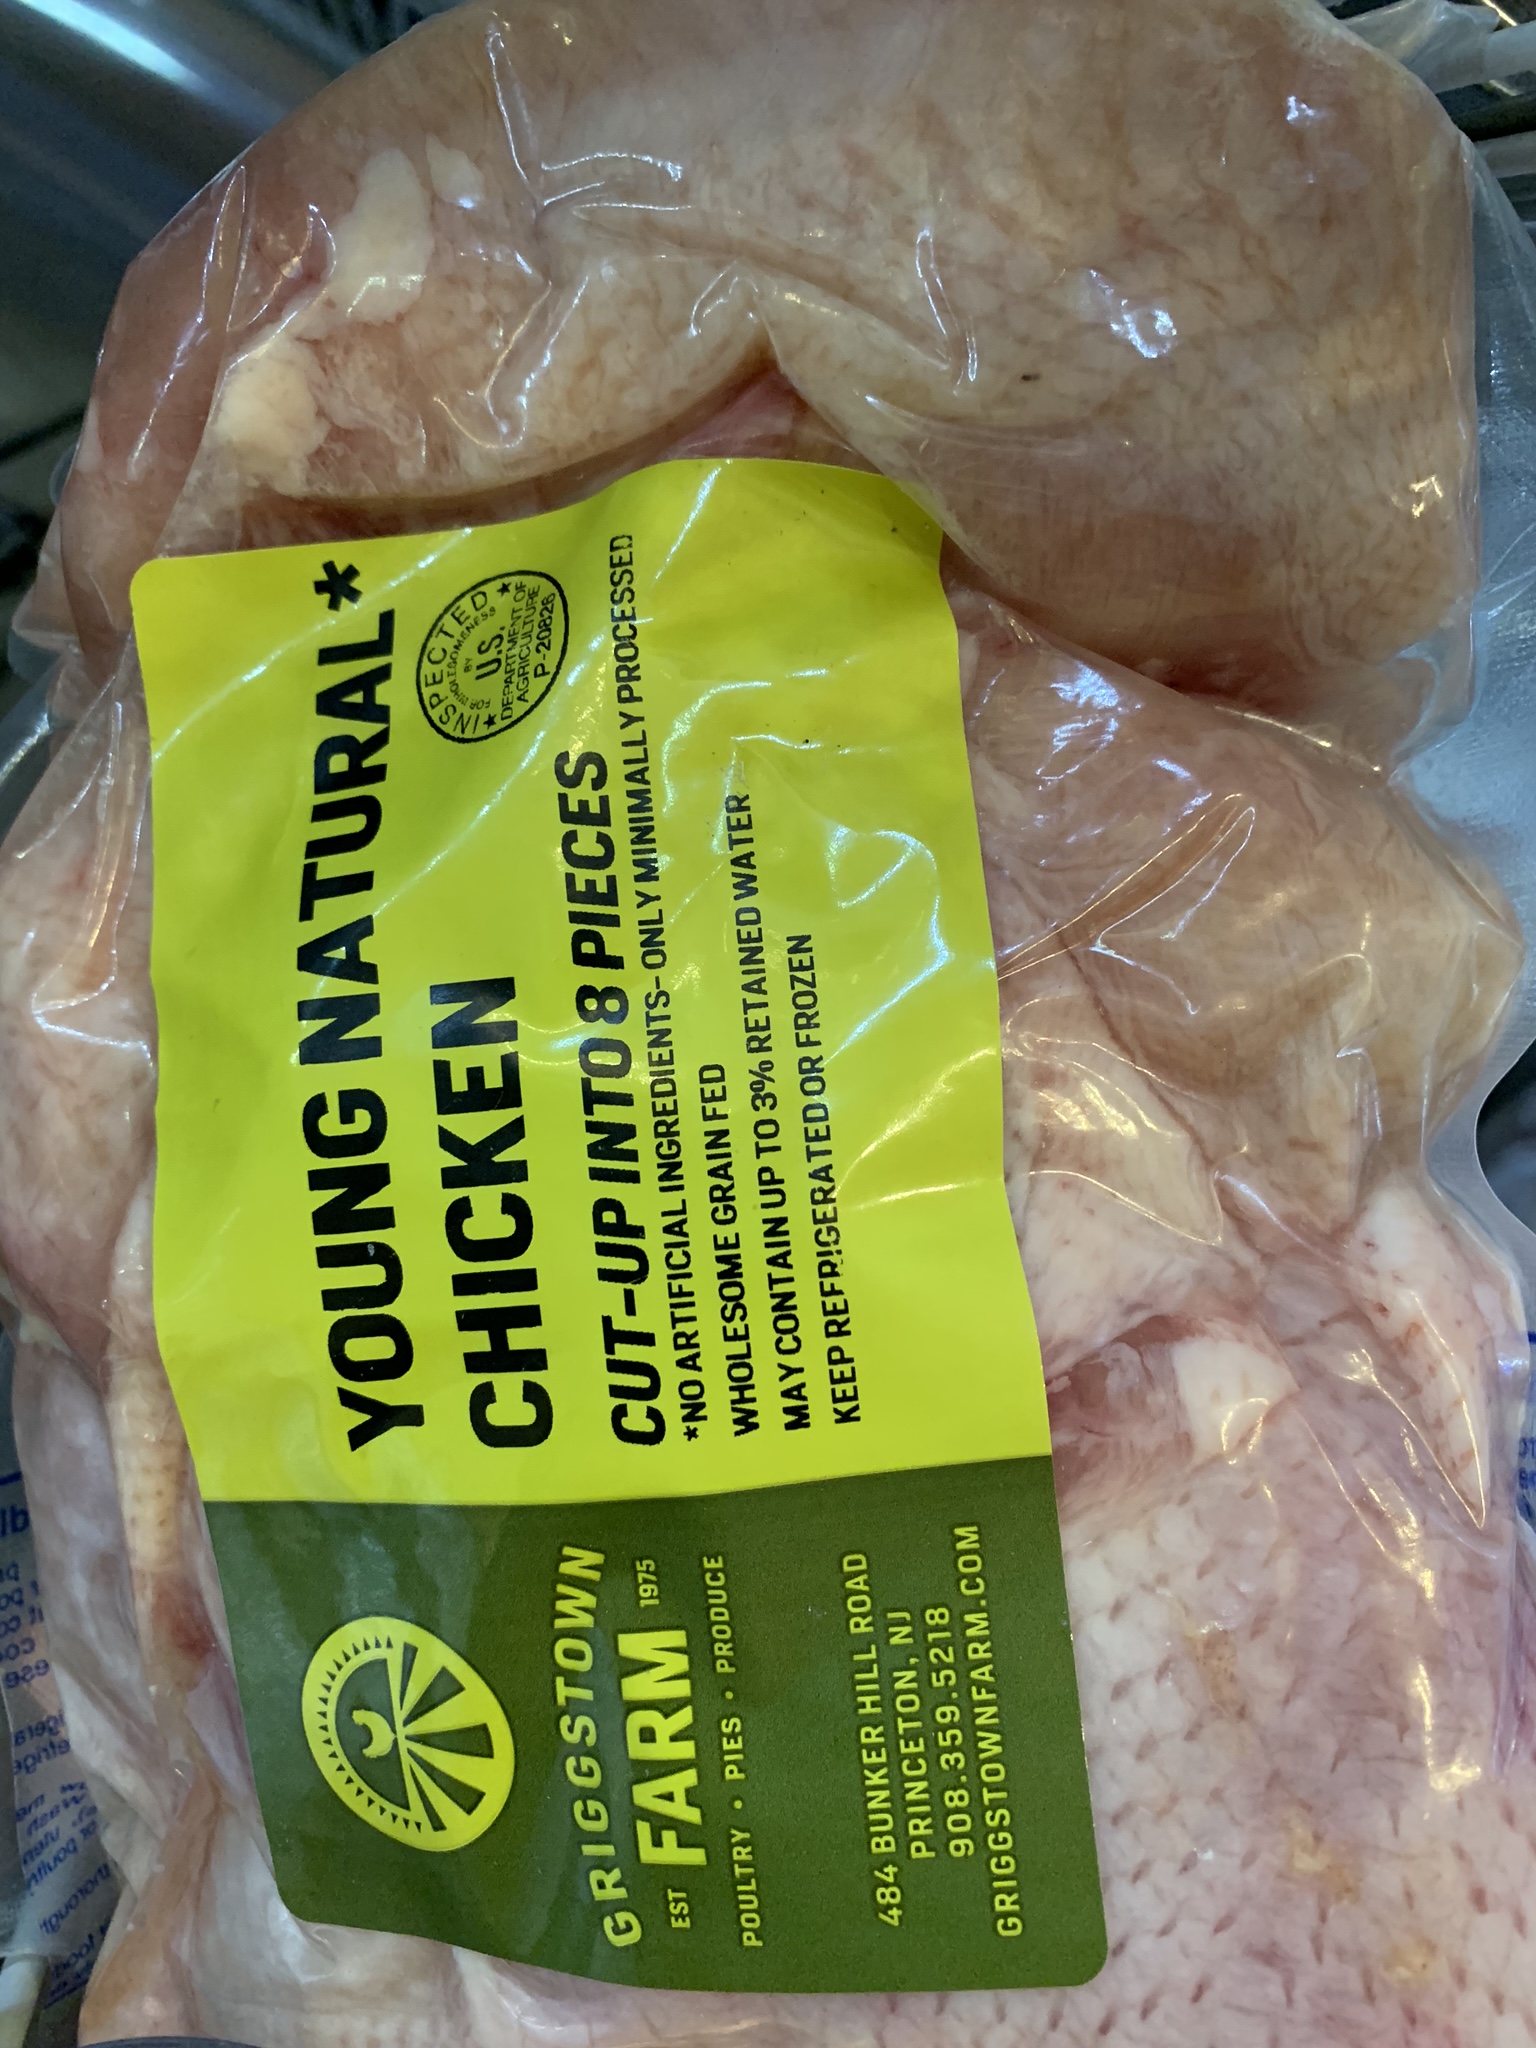 YOUNG NATURAL*
CHICKEN
INSPECTED
FOR WHOLESOMENESS
BY
U.S.
DEPARTMENT OF
AGRICULTURE
P-20826
CUT-UP INTO 8 PIECES
*NO ARTIFICIAL INGREDIENTS-ONLY MINIMALLY PROCESSED
WHOLESOME GRAIN FED
MAY CONTAIN UP TO 3% RETAINED WATER
KEEP REFRIGERATED OR FROZEN
GRIGGSTOWN
EST FARM 1975
POULTRY • PIES • PRODUCE
484 BUNKER HILL ROAD
PRINCETON, NJ
908.359.5218
GRIGGSTOWNFARM.COM